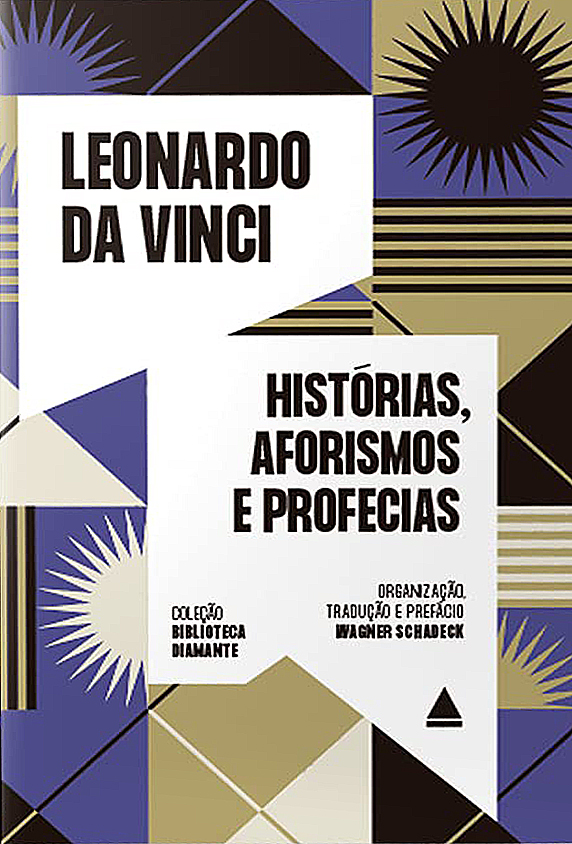 LEONARDO
DA VINCI
HISTÓRIAS,
AFORISMOS
E PROFECIAS
ORGANIZAÇÃO,
TRADUÇÃO E PREFÁCIO
WAGNER SCHADECK
COLEÇÃO
BIBLIOTECA
DIAMANTE